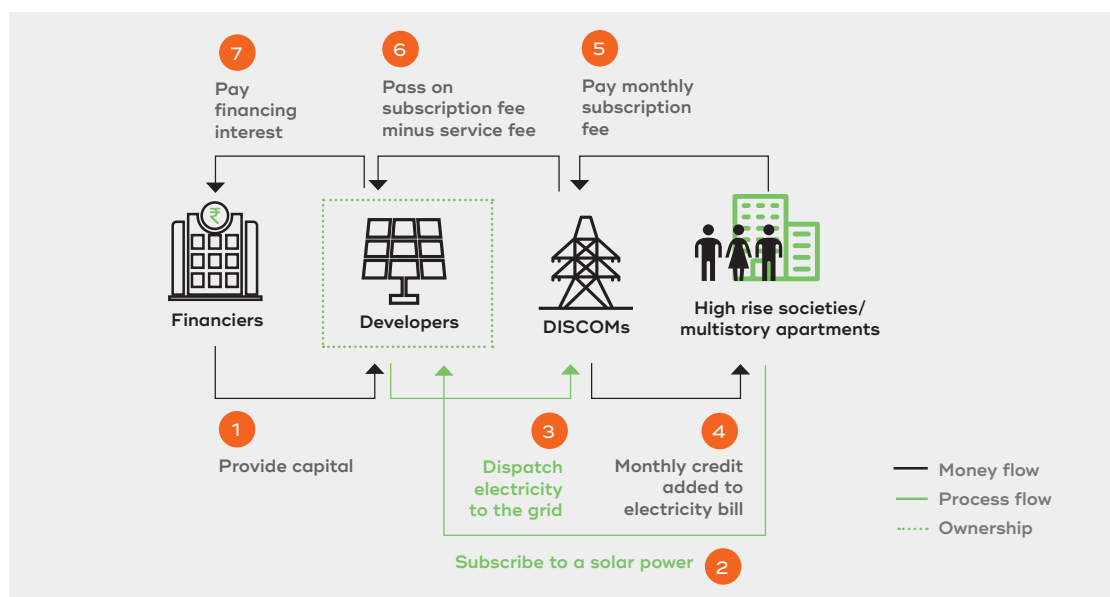 7
Pay
financing
interest
6
Pass on
subscription fee
minus service fee
5
Pay monthly
subscription
fee
₹
Financiers
Developers
DISCOMs
High rise societies/
multistory apartments
1
Provide capital
3
Dispatch
electricity
to the grid
4
Monthly credit
added to
electricity bill
Subscribe to a solar power
2
Money flow
Process flow
Ownership